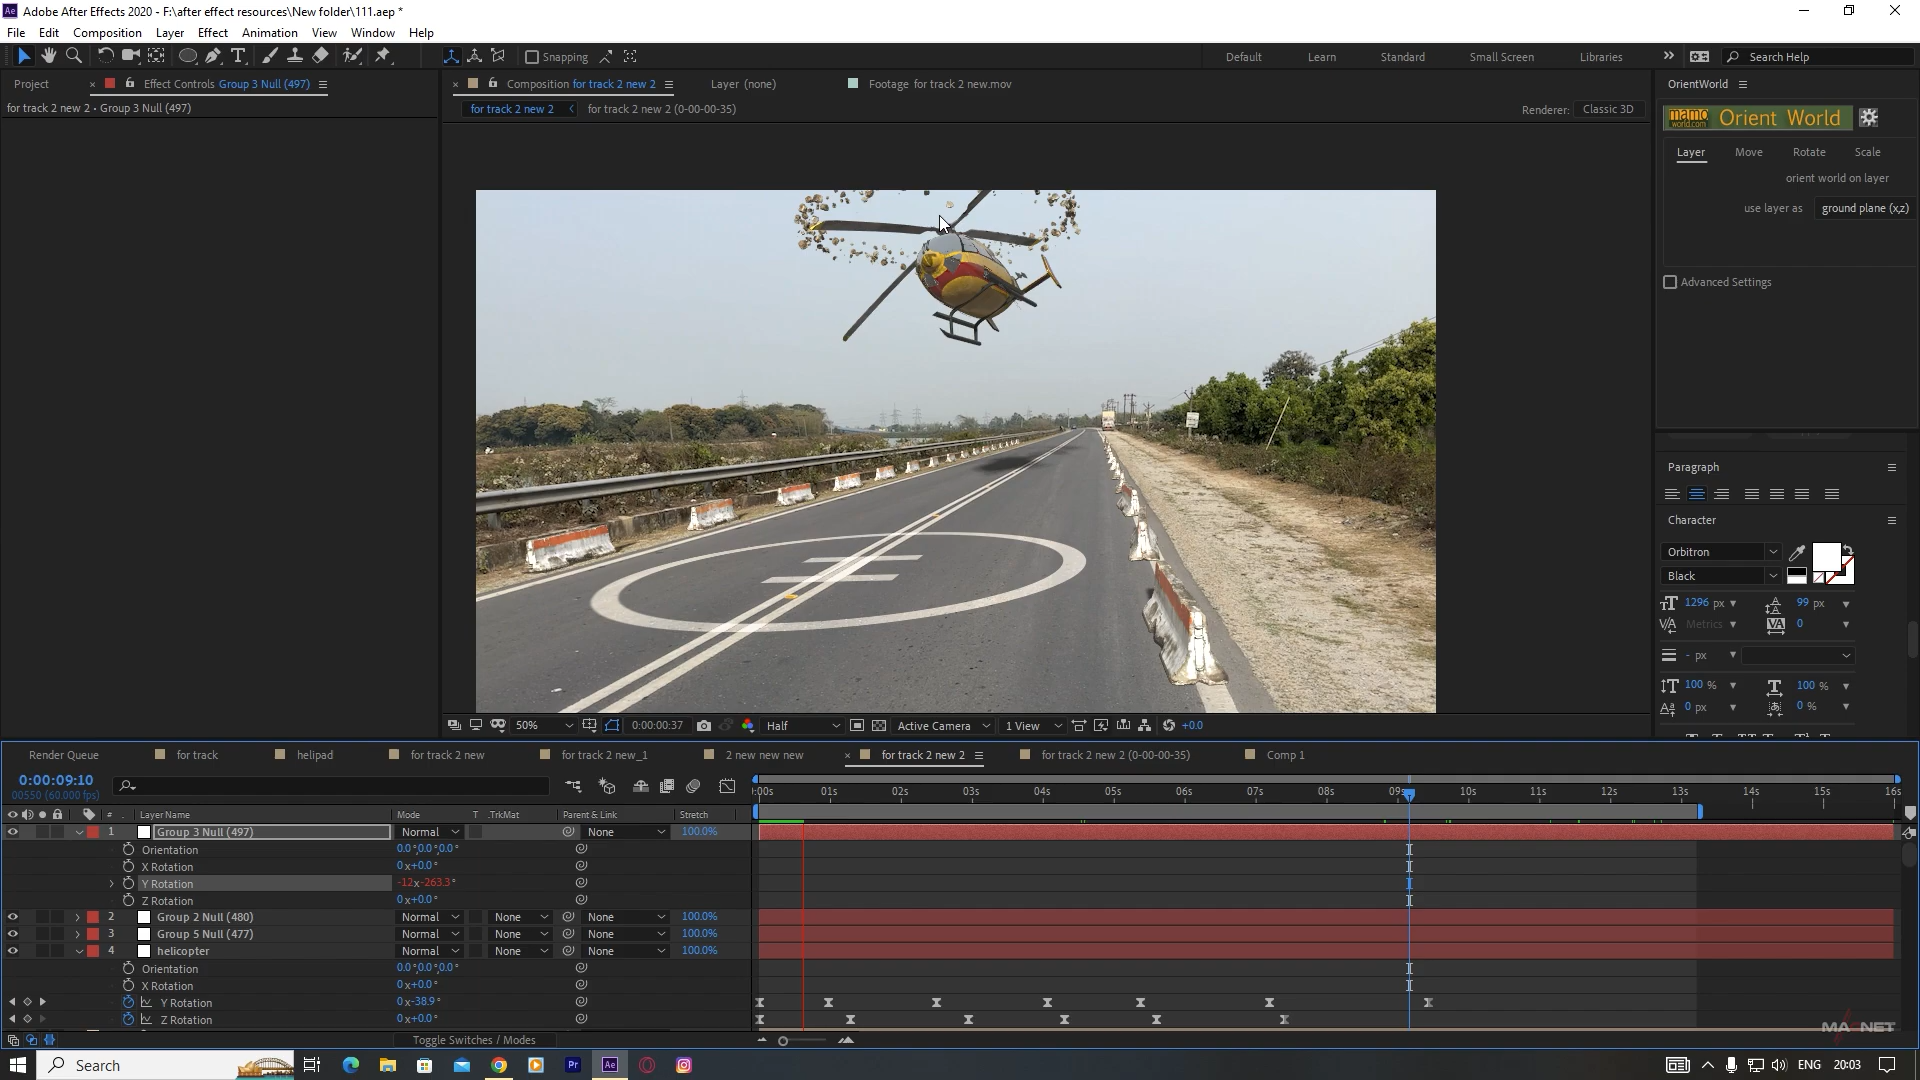 Adobe After Effects 2020 - F:\after effect resources\New folder\111.aep *
File Edit Composition Layer Effect Animation View Window Help
Snapping Default Learn Standard Small Screen Libraries Search Help
Project Effect Controls Group 3 Null (497) Composition for track 2 new 2 Layer (none) Footage for track 2 new.mov OrientWorld
for track 2 new 2 • Group 3 Null (497) for track 2 new 2 for track 2 new 2 (0-00-00-35) Renderer: Classic 3D
mamoworld.com Orient World
Layer Move Rotate Scale
orient world on layer
use layer as ground plane (x,z)
Advanced Settings
Paragraph
Character
Orbitron
Black
1296 px 99 px
Metrics 0
- px
100 % 100 %
0 px 0 %
50% 0:00:00:37 Half Active Camera 1 View +0.0
Render Queue for track helipad for track 2 new for track 2 new_1 2 new new new for track 2 new 2 for track 2 new 2 (0-00-00-35) Comp 1
0:00:09:10
00550 (60.000 fps)
:00s 01s 02s 03s 04s 05s 06s 07s 08s 09s 10s 11s 12s 13s 14s 15s 16s
# Layer Name Mode T .TrkMat Parent & Link Stretch
1 Group 3 Null (497) Normal None 100.0%
Orientation 0.0°,0.0°,0.0°
X Rotation 0x+0.0°
Y Rotation -12x-263.3°
Z Rotation 0x+0.0°
2 Group 2 Null (480) Normal None None 100.0%
3 Group 5 Null (477) Normal None None 100.0%
4 helicopter Normal None None 100.0%
Orientation 0.0°,0.0°,0.0°
X Rotation 0x+0.0°
Y Rotation 0x-38.9°
Z Rotation 0x+0.0°
Toggle Switches / Modes
MAGNET
Search ENG 20:03